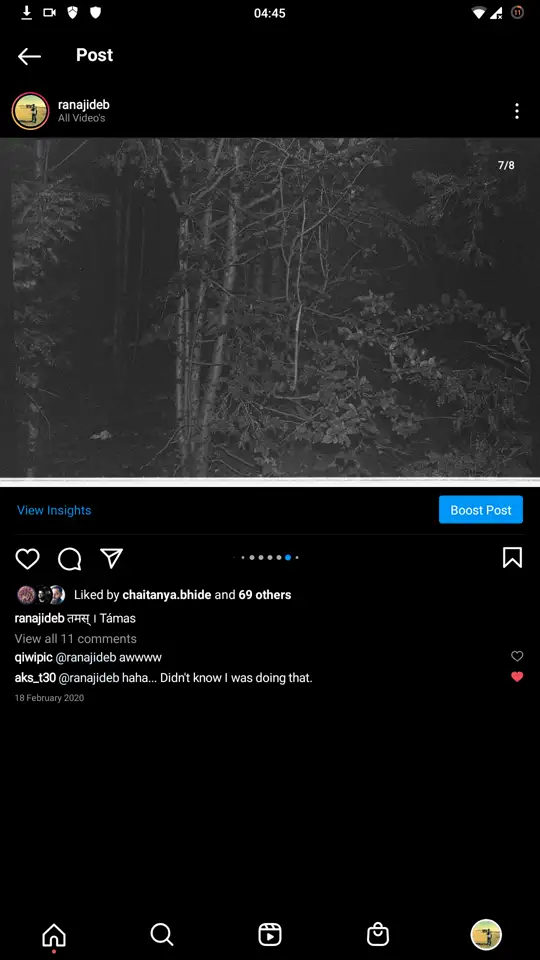 04:45
11
Post
ranajideb
All Video's
7/8
View Insights
Boost Post
Liked by chaitanya.bhide and 69 others
ranajideb तमस् । Támas
View all 11 comments
qiwipic @ranajideb awwww
aks_t30 @ranajideb haha... Didn't know I was doing that.
18 February 2020